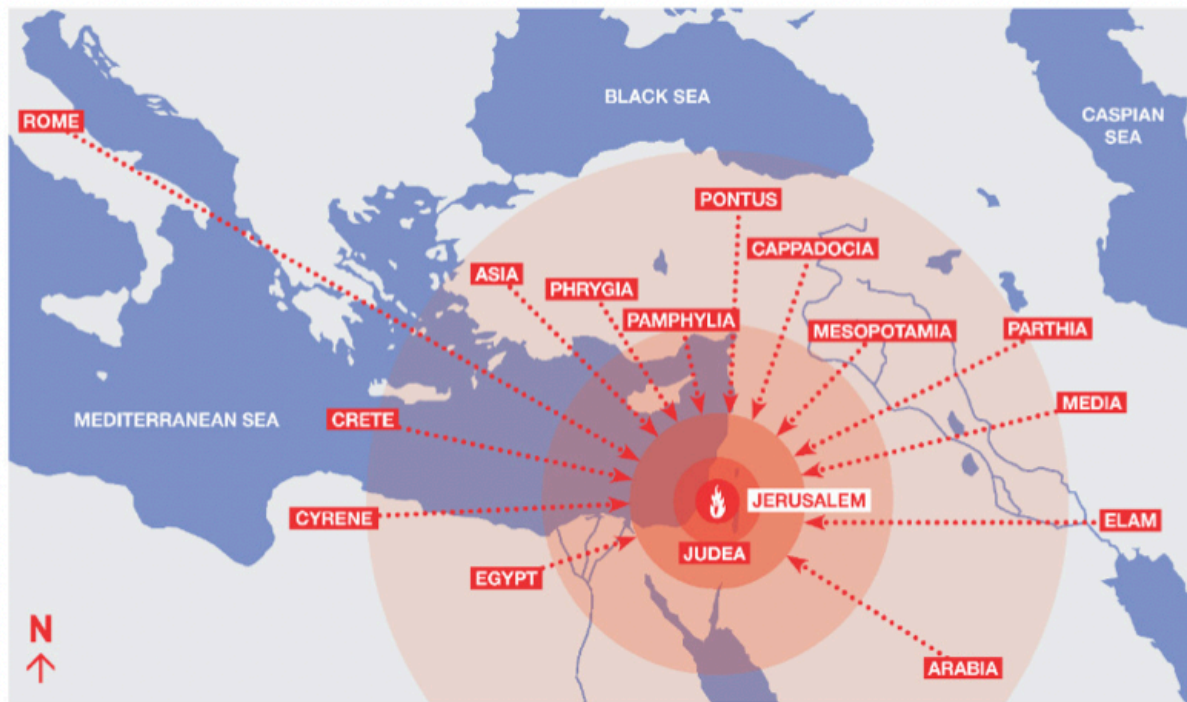 BLACK SEA
CASPIAN
SEA
ROME
PONTUS
CAPPADOCIA
ASIA
PHRYGIA
PAMPHYLIA
MESOPOTAMIA
PARTHIA
MEDIA
MEDITERRANEAN SEA
CRETE
JERUSALEM
CYRENE
ELAM
JUDEA
EGYPT
N
ARABIA